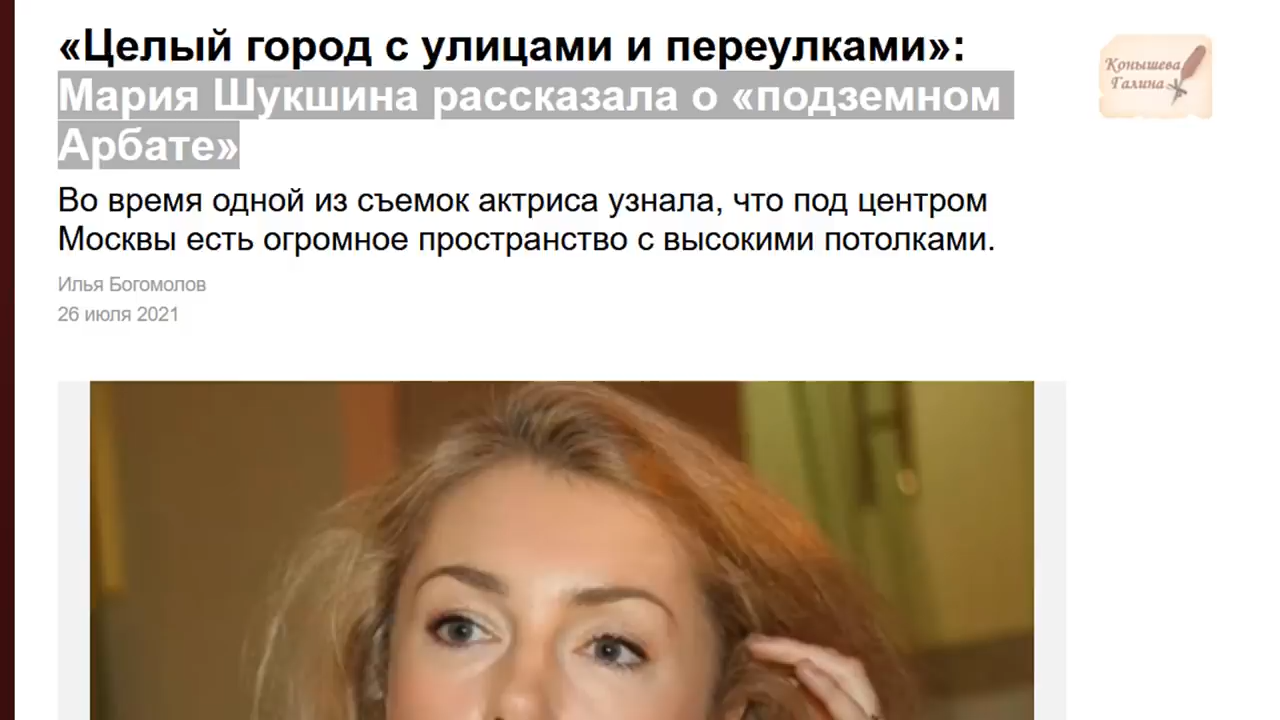 «Целый город с улицами и переулками»:
Мария Шукшина рассказала о «подземном
Арбате»
Во время одной из съемок актриса узнала, что под центром
Москвы есть огромное пространство с высокими потолками.
Илья Богомолов
26 июля 2021
Конышева
Галина